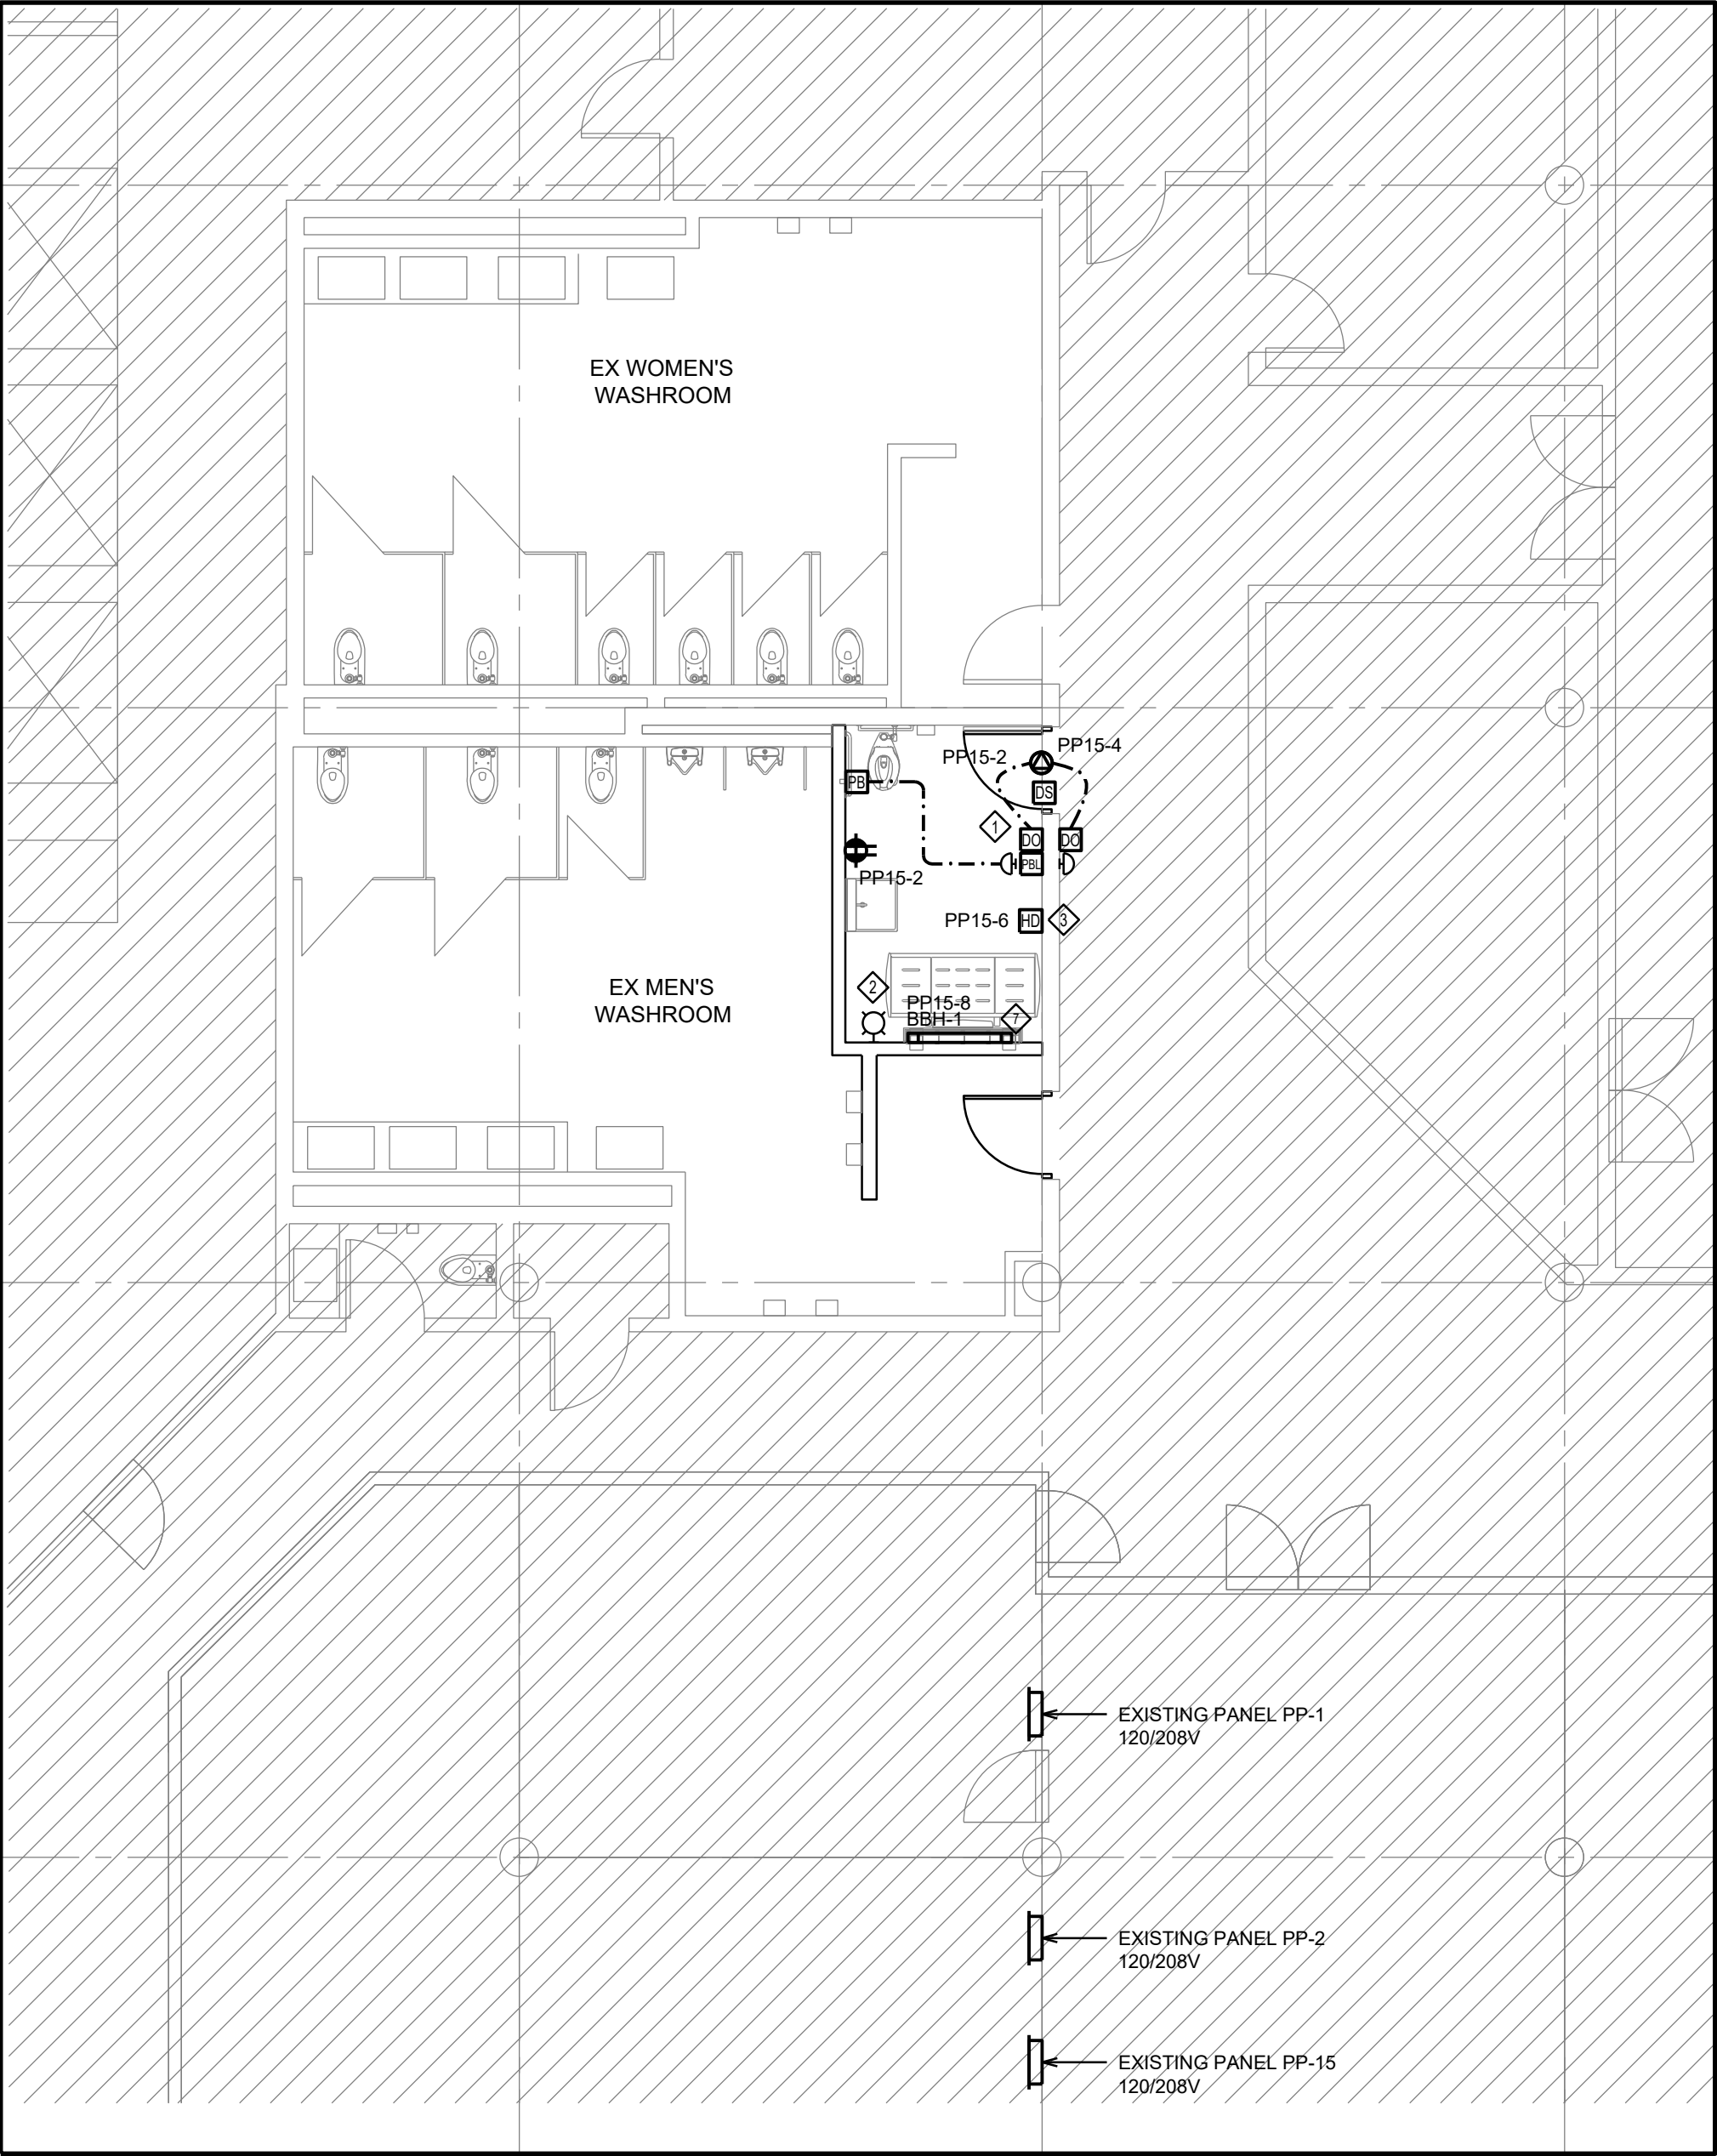 EX WOMEN'S
WASHROOM
PP15-4
PP15-2
PB
DS
1
DO
DO
PBL
PP15-2
PP15-6
HD
3
EX MEN'S
WASHROOM
2
PP15-8
BBH-1
7
EXISTING PANEL PP-1
120/208V
EXISTING PANEL PP-2
120/208V
EXISTING PANEL PP-15
120/208V